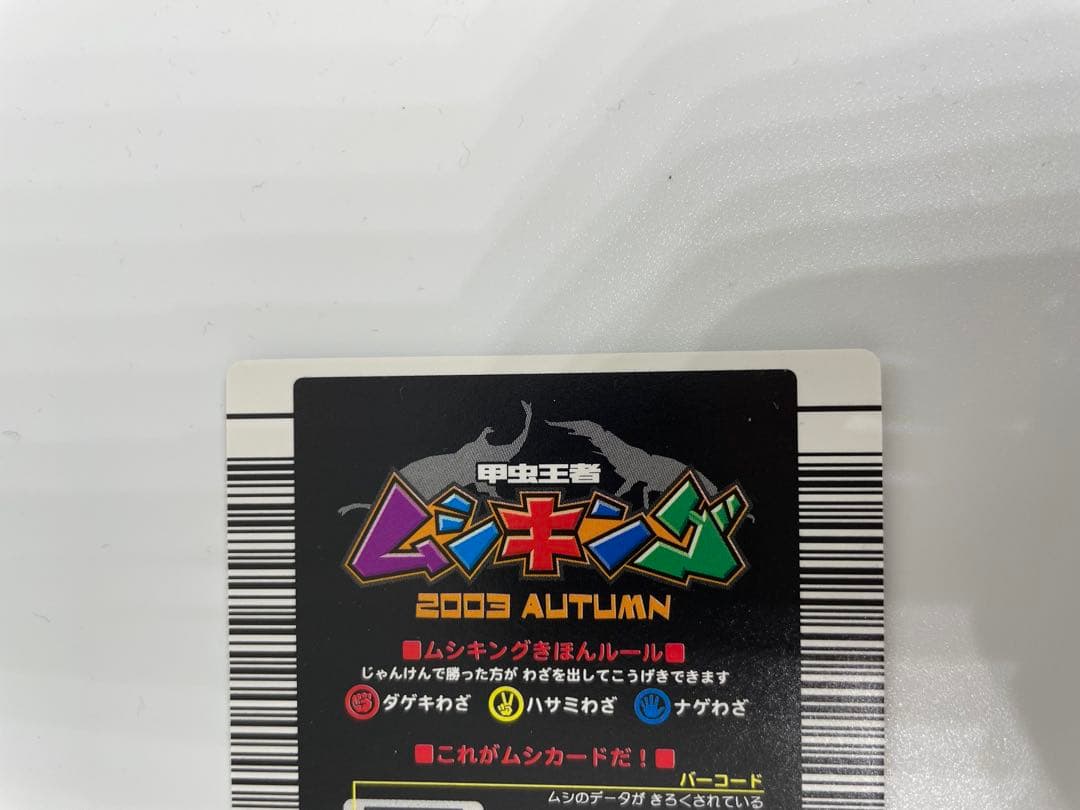 甲虫王者
ムシキング
2003 AUTUMN
■ムシキングきほんルール■
じゃんけんで勝った方が わざを出してこうげきできます
ダゲキわざ ハサミわざ ナゲわざ
■これがムシカードだ！■
バーコード
ムシのデータが きろくされている